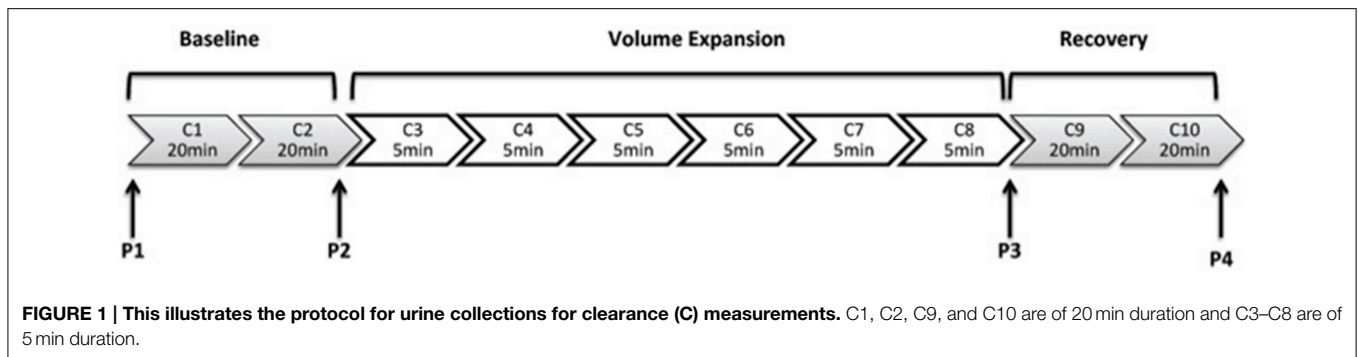 Baseline Volume Expansion Recovery
C1 C2 C3 C4 C5 C6 C7 C8 C9 C10
20min 20min 5min 5min 5min 5min 5min 5min 20min 20min
P1 P2 P3 P4
FIGURE 1 | This illustrates the protocol for urine collections for clearance (C) measurements. C1, C2, C9, and C10 are of 20 min duration and C3–C8 are of
5 min duration.